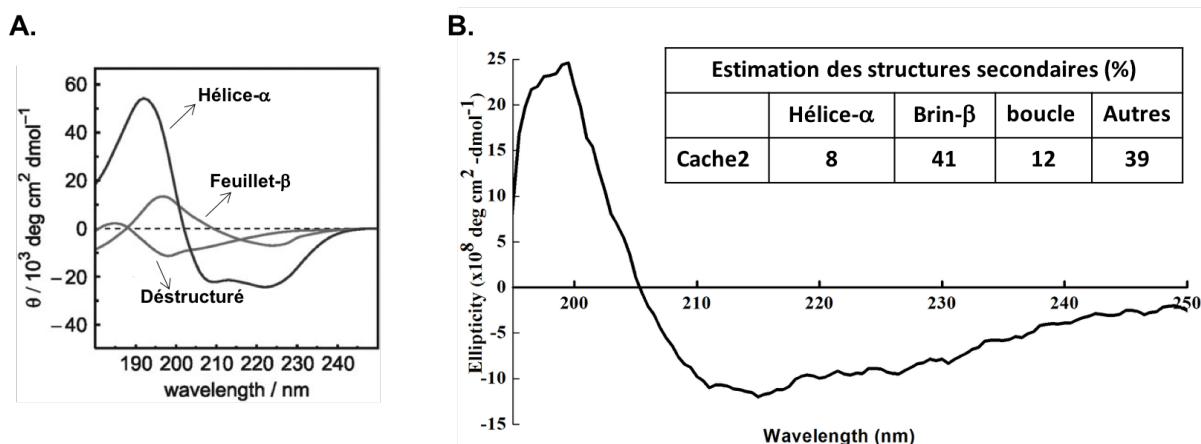 A.
θ / 10³ deg cm² dmol⁻¹
60
40
20
0
−20
−40
Hélice-α
Feuillet-β
Déstructuré
190 200 210 220 230 240
wavelength / nm
B.
Ellipticity (x10⁸ deg cm² -dmol⁻¹)
25
20
15
10
5
0
-5
-10
-15
200 210 220 230 240 250
Wavelength (nm)
Estimation des structures secondaires (%)
Hélice-α Brin-β boucle Autres
Cache2 8 41 12 39